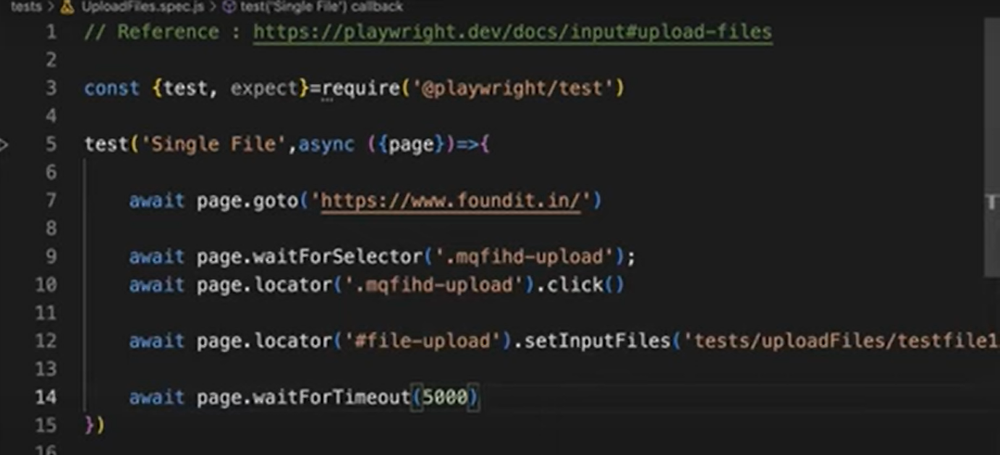 tests > UploadFiles.spec.js > test('Single File') callback
1 // Reference : https://playwright.dev/docs/input#upload-files
2
3 const {test, expect}=require('@playwright/test')
4
5 test('Single File',async ({page})=>{
6
7 await page.goto('https://www.foundit.in/')
8
9 await page.waitForSelector('.mqfihd-upload');
10 await page.locator('.mqfihd-upload').click()
11
12 await page.locator('#file-upload').setInputFiles('tests/uploadFiles/testfile1
13
14 await page.waitForTimeout(5000)
15 })
16